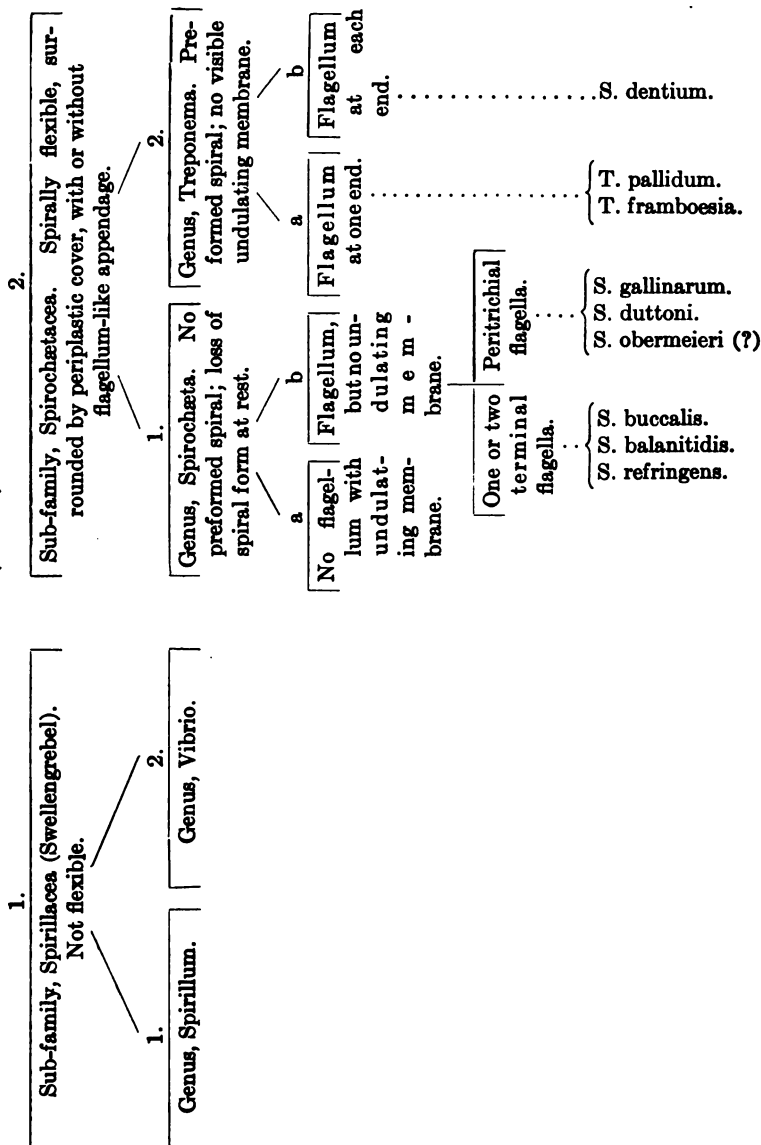 1.
Sub-family, Spirillacea (Swellengrebel).
Not flexible.
1.
Genus, Spirillum.
2.
Genus, Vibrio.
2.
Sub-family, Spirochætacea. Spirally flexible, sur-
rounded by periplastic cover, with or without
flagellum-like appendage.
1.
Genus, Spirochæta. No
preformed spiral; loss of
spiral form at rest.
a
No flagel-
lum with
undulat-
ing mem-
brane.
b
Flagellum,
but no un-
dulating
mem-
brane.
One or two
terminal
flagella.
S. buccalis.
S. balanitidis.
S. refringens.
Peritrichial
flagella.
S. gallinarum.
S. duttoni.
S. obermeieri (?)
2.
Genus, Treponema. Pre-
formed spiral; no visible
undulating membrane.
a
Flagellum
at one end.
T. pallidum.
T. framboesia.
b
Flagellum
at each
end.
S. dentium.